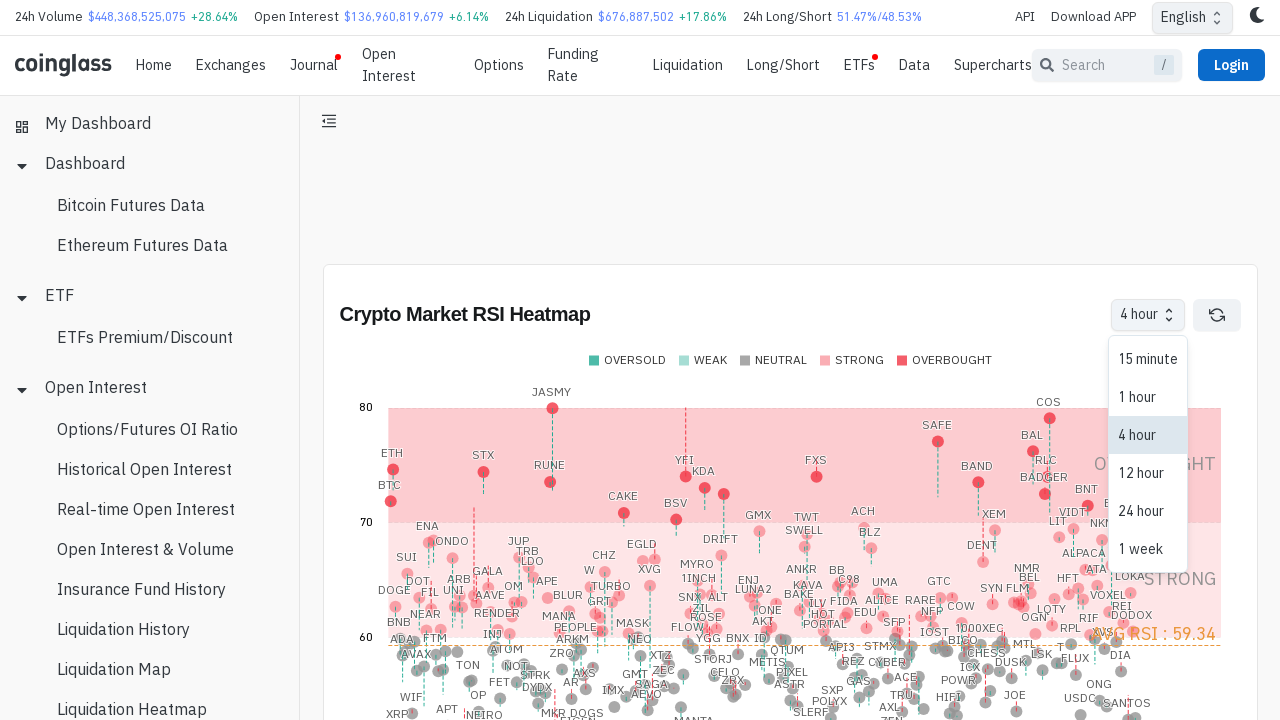 24h Volume $448,368,525,075 +28.64% Open Interest $136,960,819,679 +6.14% 24h Liquidation $676,887,502 +17.86% 24h Long/Short 51.47%/48.53% API Download APP English
coinglass Home Exchanges Journal Open Interest Options Funding Rate Liquidation Long/Short ETFs Data Supercharts Search / Login
My Dashboard
Dashboard
Bitcoin Futures Data
Ethereum Futures Data
ETF
ETFs Premium/Discount
Open Interest
Options/Futures OI Ratio
Historical Open Interest
Real-time Open Interest
Open Interest & Volume
Insurance Fund History
Liquidation History
Liquidation Map
Liquidation Heatmap
Crypto Market RSI Heatmap
4 hour
15 minute
1 hour
4 hour
12 hour
24 hour
1 week
OVERSOLD WEAK NEUTRAL STRONG OVERBOUGHT
JASMY
80 COS
SAFE
BAL
ETH STX RUNE YFI KDA FXS BAND RLC
BTC BADGER BNT
CAKE BSV
70 GMX TWT ACH XEM LIT VIDT
ENA SWELL BLZ
ONDO JUP EGLD DRIFT DENT
SUI TRB CHZ ALPACA
LDO XVG MYRO ANKR BB NMR ATA
DOT ARB GALA OM APE W TURBO 1INCH ENJ KAVA C98 UMA GTC BEL HFT LOKA
STRONG
DOGE FIL UNI AAVE BLUR GRT SNX ALT LUNA2 BAKE FIDA ALICE RARE SYN FLM VOXEL
NEAR RENDER MANA ZIL ROSE ONE ILV HOT EDU NFP COW LOTY REI
BNB PEOPLE MASK FLOW AKT PORTAL SFP IOST 1000XEC OGN RPL RIF DODOX
60 ADA FTM INJ ARKM NEO YGG BNX ID BICO XVS AVG RSI : 59.34
AVAX ATOM ZRO XTZ STORJ METIS QTUM API3 STMX CHESS MTL LSK T FLUX DIA
TON NOT STRK AXS GMT ZEC CELO PIXEL REZ CYBER ICX DUSK
FET DYDX AR IMX SAGA AEVO ZRX ASTR GAS ACE POWR ONG
WIF OP SXP TRU HIFI JOE USDC
XRP APT NEIRO MKR DOGS MANTA SLERF POLYX AXL ZEN SANTOS